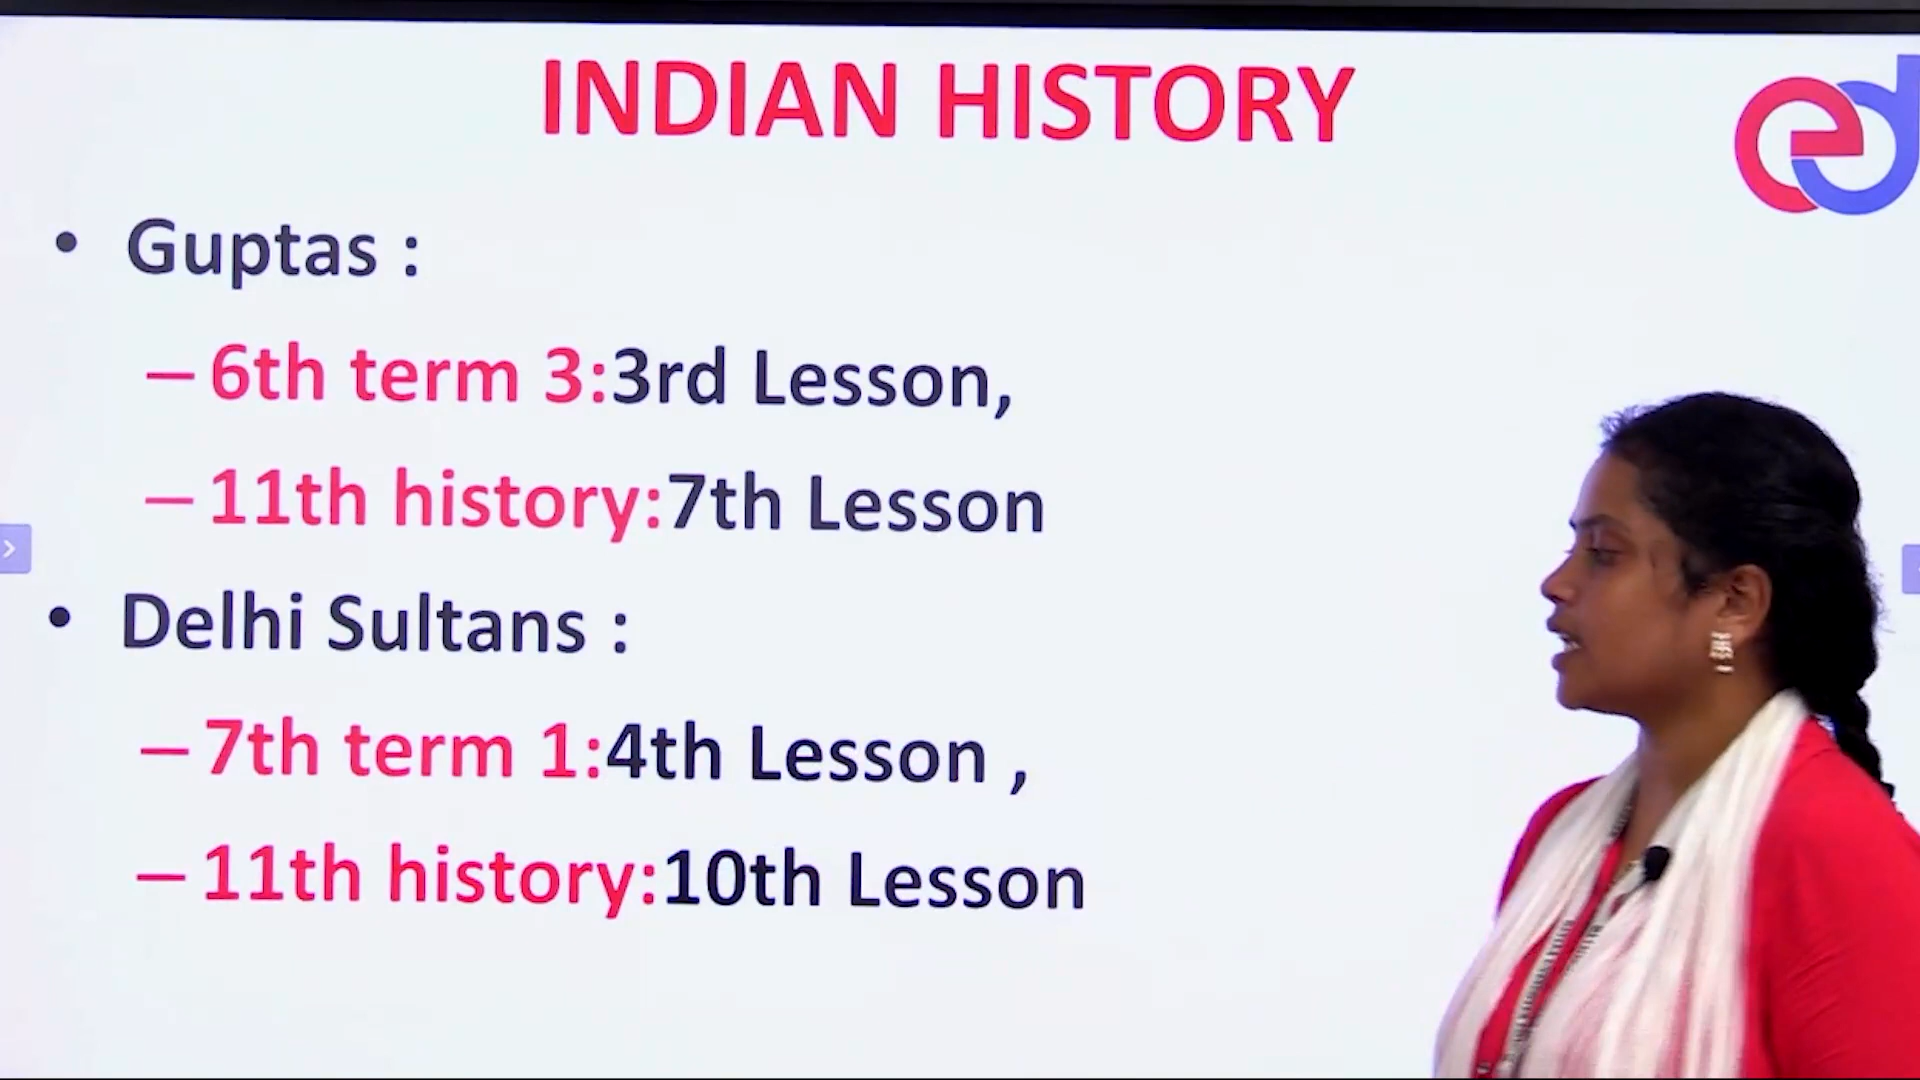 INDIAN HISTORY
ed
• Guptas :
– 6th term 3:3rd Lesson,
– 11th history:7th Lesson
• Delhi Sultans :
– 7th term 1:4th Lesson ,
– 11th history:10th Lesson